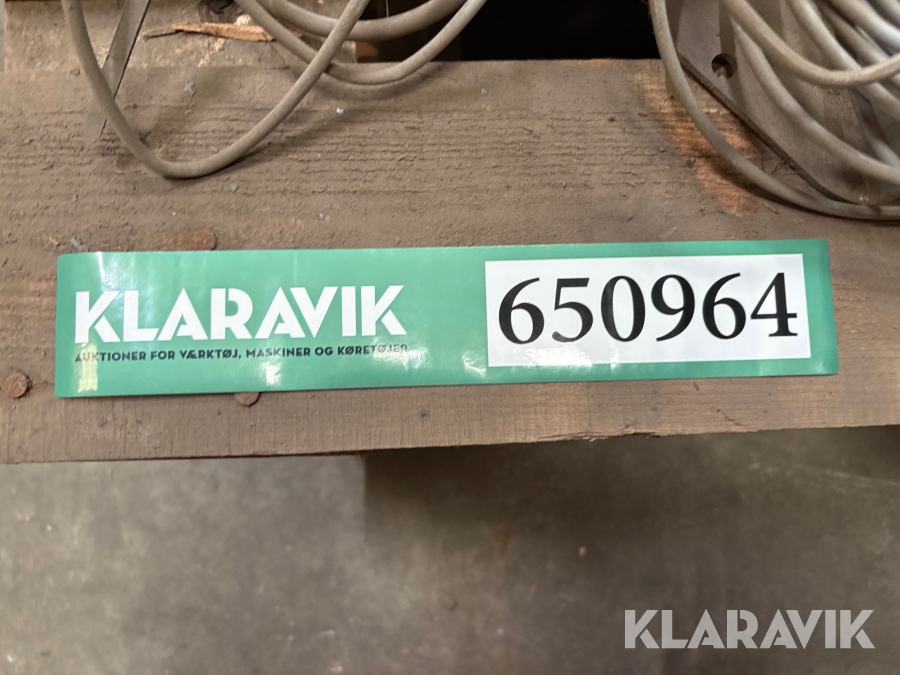 KLARAVIK
AUKTIONER FOR VÆRKTØJ, MASKINER OG KØRETØJER
650964
KLARAVIK